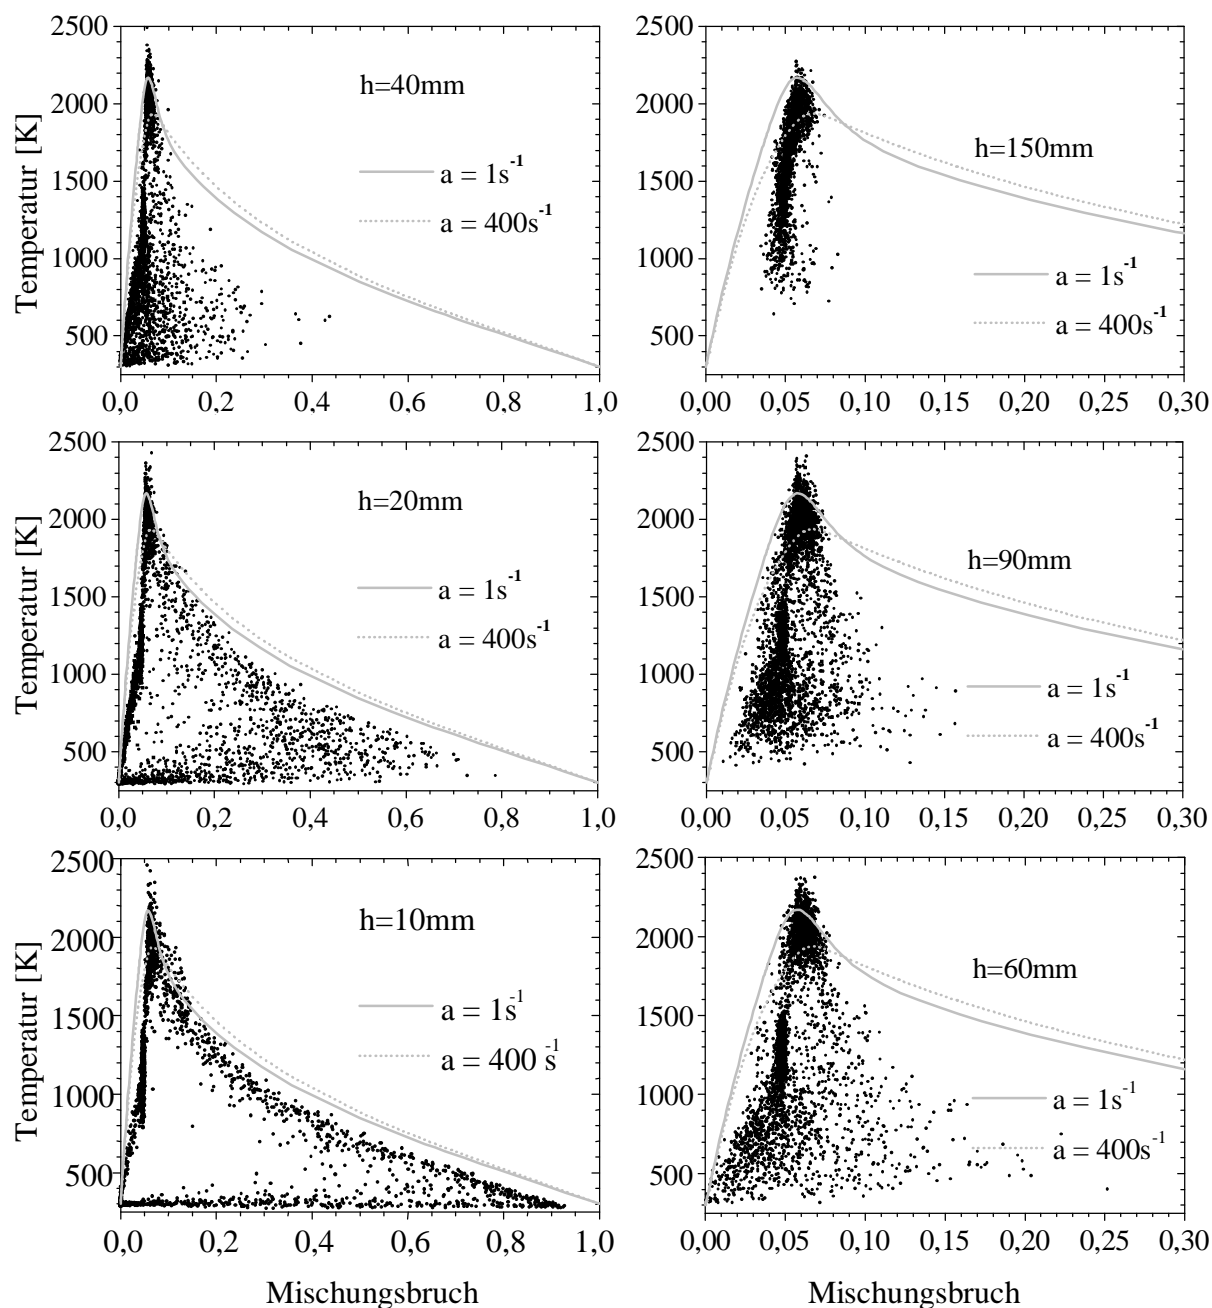 2500
2000
1500
1000
500
Temperatur [K]
h=40mm
a = 1s⁻¹
a = 400s⁻¹
0,0 0,2 0,4 0,6 0,8 1,0
h=150mm
a = 1s⁻¹
a = 400s⁻¹
2500
2000
1500
1000
500
0,00 0,05 0,10 0,15 0,20 0,25 0,30
2500
2000
1500
1000
500
Temperatur [K]
h=20mm
a = 1s⁻¹
a = 400s⁻¹
0,0 0,2 0,4 0,6 0,8 1,0
2500
2000
1500
1000
500
h=90mm
a = 1s⁻¹
a = 400s⁻¹
0,00 0,05 0,10 0,15 0,20 0,25 0,30
2500
2000
1500
1000
500
Temperatur [K]
h=10mm
a = 1s⁻¹
a = 400 s⁻¹
0,0 0,2 0,4 0,6 0,8 1,0
Mischungsbruch
2500
2000
1500
1000
500
h=60mm
a = 1s⁻¹
a = 400s⁻¹
0,00 0,05 0,10 0,15 0,20 0,25 0,30
Mischungsbruch